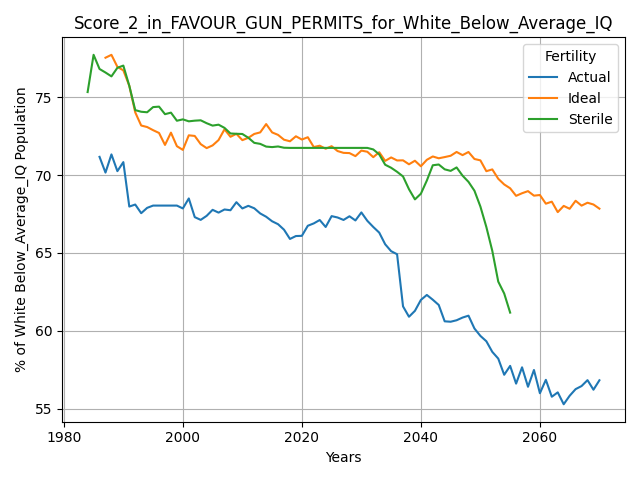 Score_2_in_FAVOUR_GUN_PERMITS_for_White_Below_Average_IQ
% of White Below_Average_IQ Population
75
70
65
60
55
Fertility
Actual
Ideal
Sterile
1980
2000
2020
2040
2060
Years